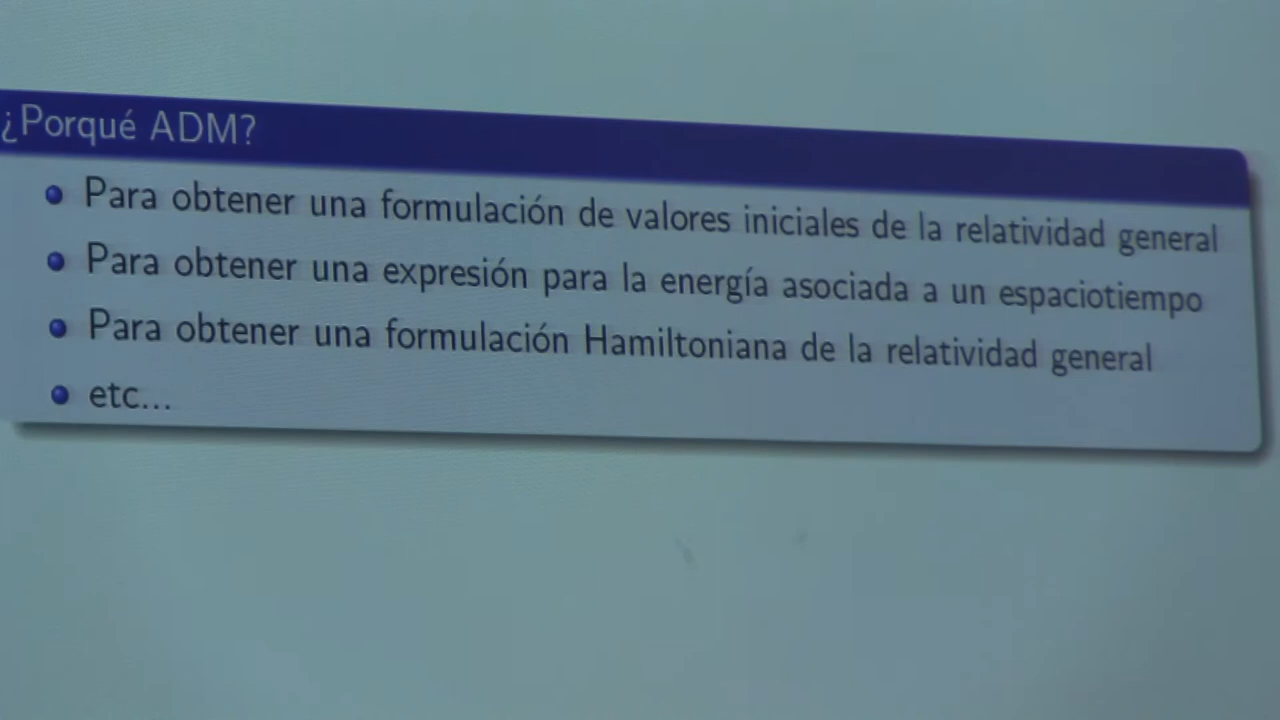 ¿Porqué ADM?
Para obtener una formulación de valores iniciales de la relatividad general
Para obtener una expresión para la energía asociada a un espaciotiempo
Para obtener una formulación Hamiltoniana de la relatividad general
etc...